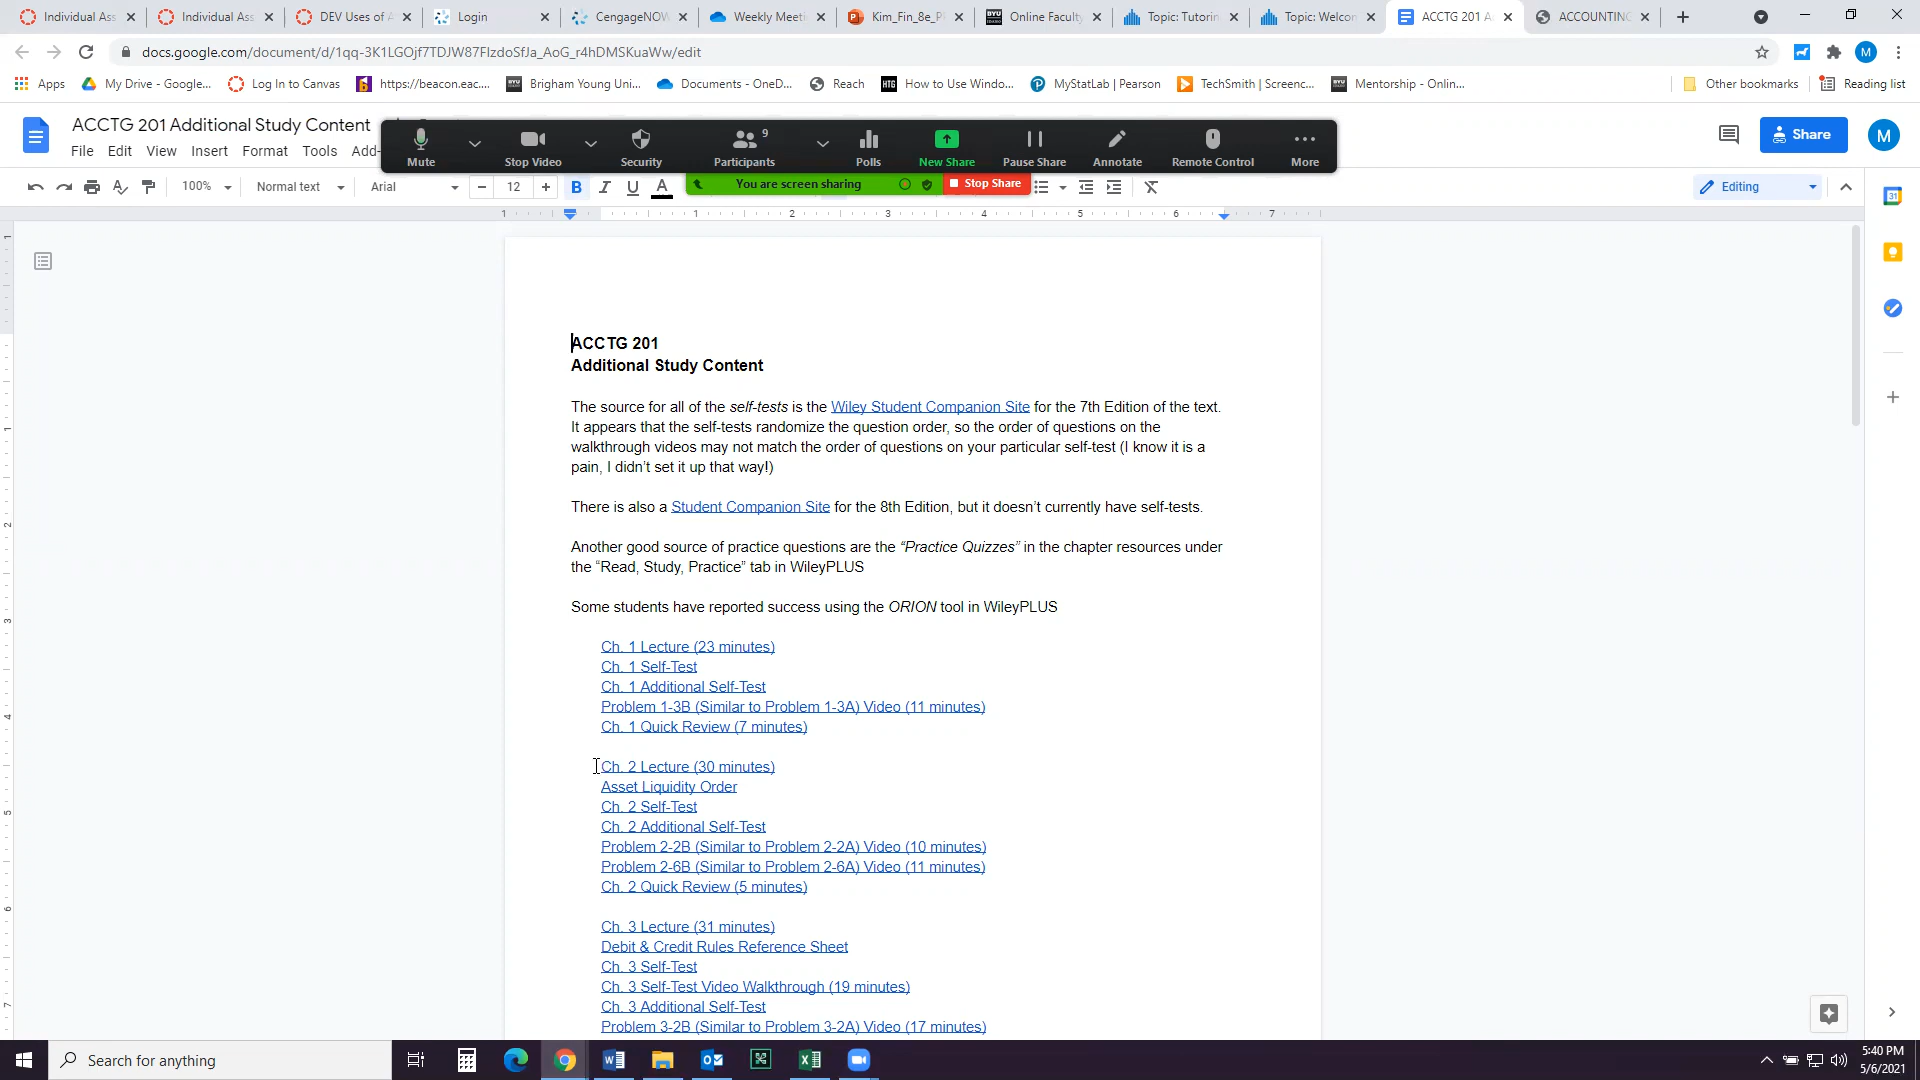 Individual Ass
Individual Ass
DEV Uses of A
Login
CengageNOW
Weekly Meeti
Kim_Fin_8e_P
Online Faculty
Topic: Tutorin
Topic: Welcom
ACCTG 201 A
ACCOUNTING
docs.google.com/document/d/1qq-3K1LGOjf7TDJW87FIzdoSfJa_AoG_r4hDMSKuaWw/edit
Apps
My Drive - Google...
Log In to Canvas
https://beacon.eac....
Brigham Young Uni...
Documents - OneD...
Reach
How to Use Windo...
MyStatLab | Pearson
TechSmith | Screenc...
Mentorship - Onlin...
Other bookmarks
Reading list
ACCTG 201 Additional Study Content
File Edit View Insert Format Tools Add-
Mute
Stop Video
Security
Participants 9
Polls
New Share
Pause Share
Annotate
Remote Control
More
Share
M
100%
Normal text
Arial
12
B I U A
You are screen sharing
Stop Share
Editing
ACCTG 201
Additional Study Content
The source for all of the self-tests is the Wiley Student Companion Site for the 7th Edition of the text.
It appears that the self-tests randomize the question order, so the order of questions on the
walkthrough videos may not match the order of questions on your particular self-test (I know it is a
pain, I didn’t set it up that way!)
There is also a Student Companion Site for the 8th Edition, but it doesn’t currently have self-tests.
Another good source of practice questions are the “Practice Quizzes” in the chapter resources under
the “Read, Study, Practice” tab in WileyPLUS
Some students have reported success using the ORION tool in WileyPLUS
Ch. 1 Lecture (23 minutes)
Ch. 1 Self-Test
Ch. 1 Additional Self-Test
Problem 1-3B (Similar to Problem 1-3A) Video (11 minutes)
Ch. 1 Quick Review (7 minutes)
Ch. 2 Lecture (30 minutes)
Asset Liquidity Order
Ch. 2 Self-Test
Ch. 2 Additional Self-Test
Problem 2-2B (Similar to Problem 2-2A) Video (10 minutes)
Problem 2-6B (Similar to Problem 2-6A) Video (11 minutes)
Ch. 2 Quick Review (5 minutes)
Ch. 3 Lecture (31 minutes)
Debit & Credit Rules Reference Sheet
Ch. 3 Self-Test
Ch. 3 Self-Test Video Walkthrough (19 minutes)
Ch. 3 Additional Self-Test
Problem 3-2B (Similar to Problem 3-2A) Video (17 minutes)
Search for anything
5:40 PM
5/6/2021